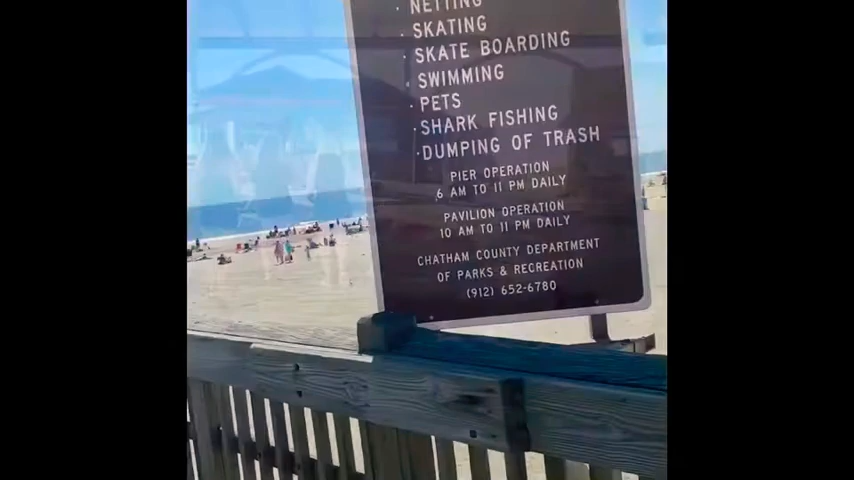 · NETTING
· SKATING
· SKATE BOARDING
· SWIMMING
· PETS
· SHARK FISHING
· DUMPING OF TRASH
PIER OPERATION
6 AM TO 11 PM DAILY
PAVILION OPERATION
10 AM TO 11 PM DAILY
CHATHAM COUNTY DEPARTMENT
OF PARKS & RECREATION
(912) 652-6780